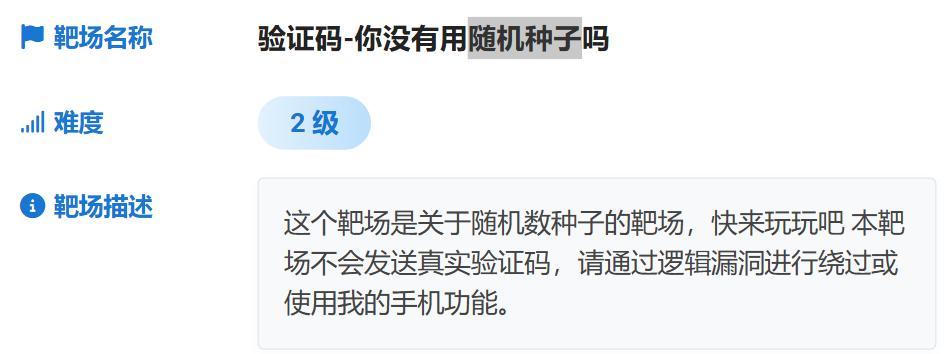 靶场名称
验证码-你没有用随机种子吗
难度
2 级
靶场描述
这个靶场是关于随机数种子的靶场，快来玩玩吧 本靶
场不会发送真实验证码，请通过逻辑漏洞进行绕过或
使用我的手机功能。